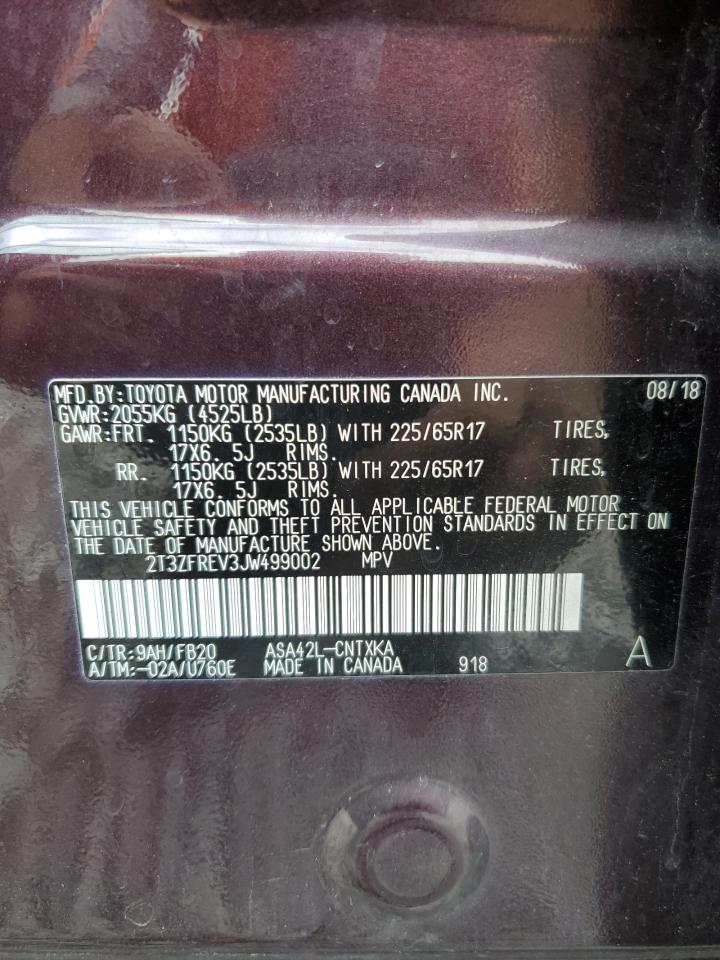 MFD.BY:TOYOTA MOTOR MANUFACTURING CANADA INC. 08/18
GVWR:2055KG (4525LB)
GAWR:FRT. 1150KG (2535LB) WITH 225/65R17 TIRES,
17X6. 5J RIMS.
RR. 1150KG (2535LB) WITH 225/65R17 TIRES,
17X6. 5J RIMS.
THIS VEHICLE CONFORMS TO ALL APPLICABLE FEDERAL MOTOR
VEHICLE SAFETY AND THEFT PREVENTION STANDARDS IN EFFECT ON
THE DATE OF MANUFACTURE SHOWN ABOVE.
2T3ZFREV3JW499002 MPV
C/TR:9AH/FB20 ASA42L-CNTXKA
A/TM:-02A/U760E MADE IN CANADA 918 A